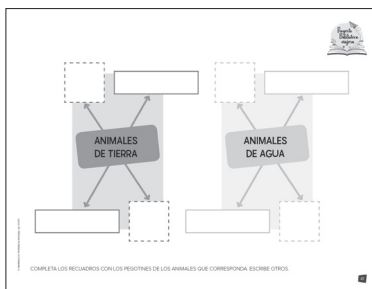 ANIMALES
DE TIERRA
ANIMALES
DE AGUA
COMPLETA LOS RECUADROS CON LOS PEGOTINES DE LOS ANIMALES QUE CORRESPONDA. ESCRIBE OTROS.